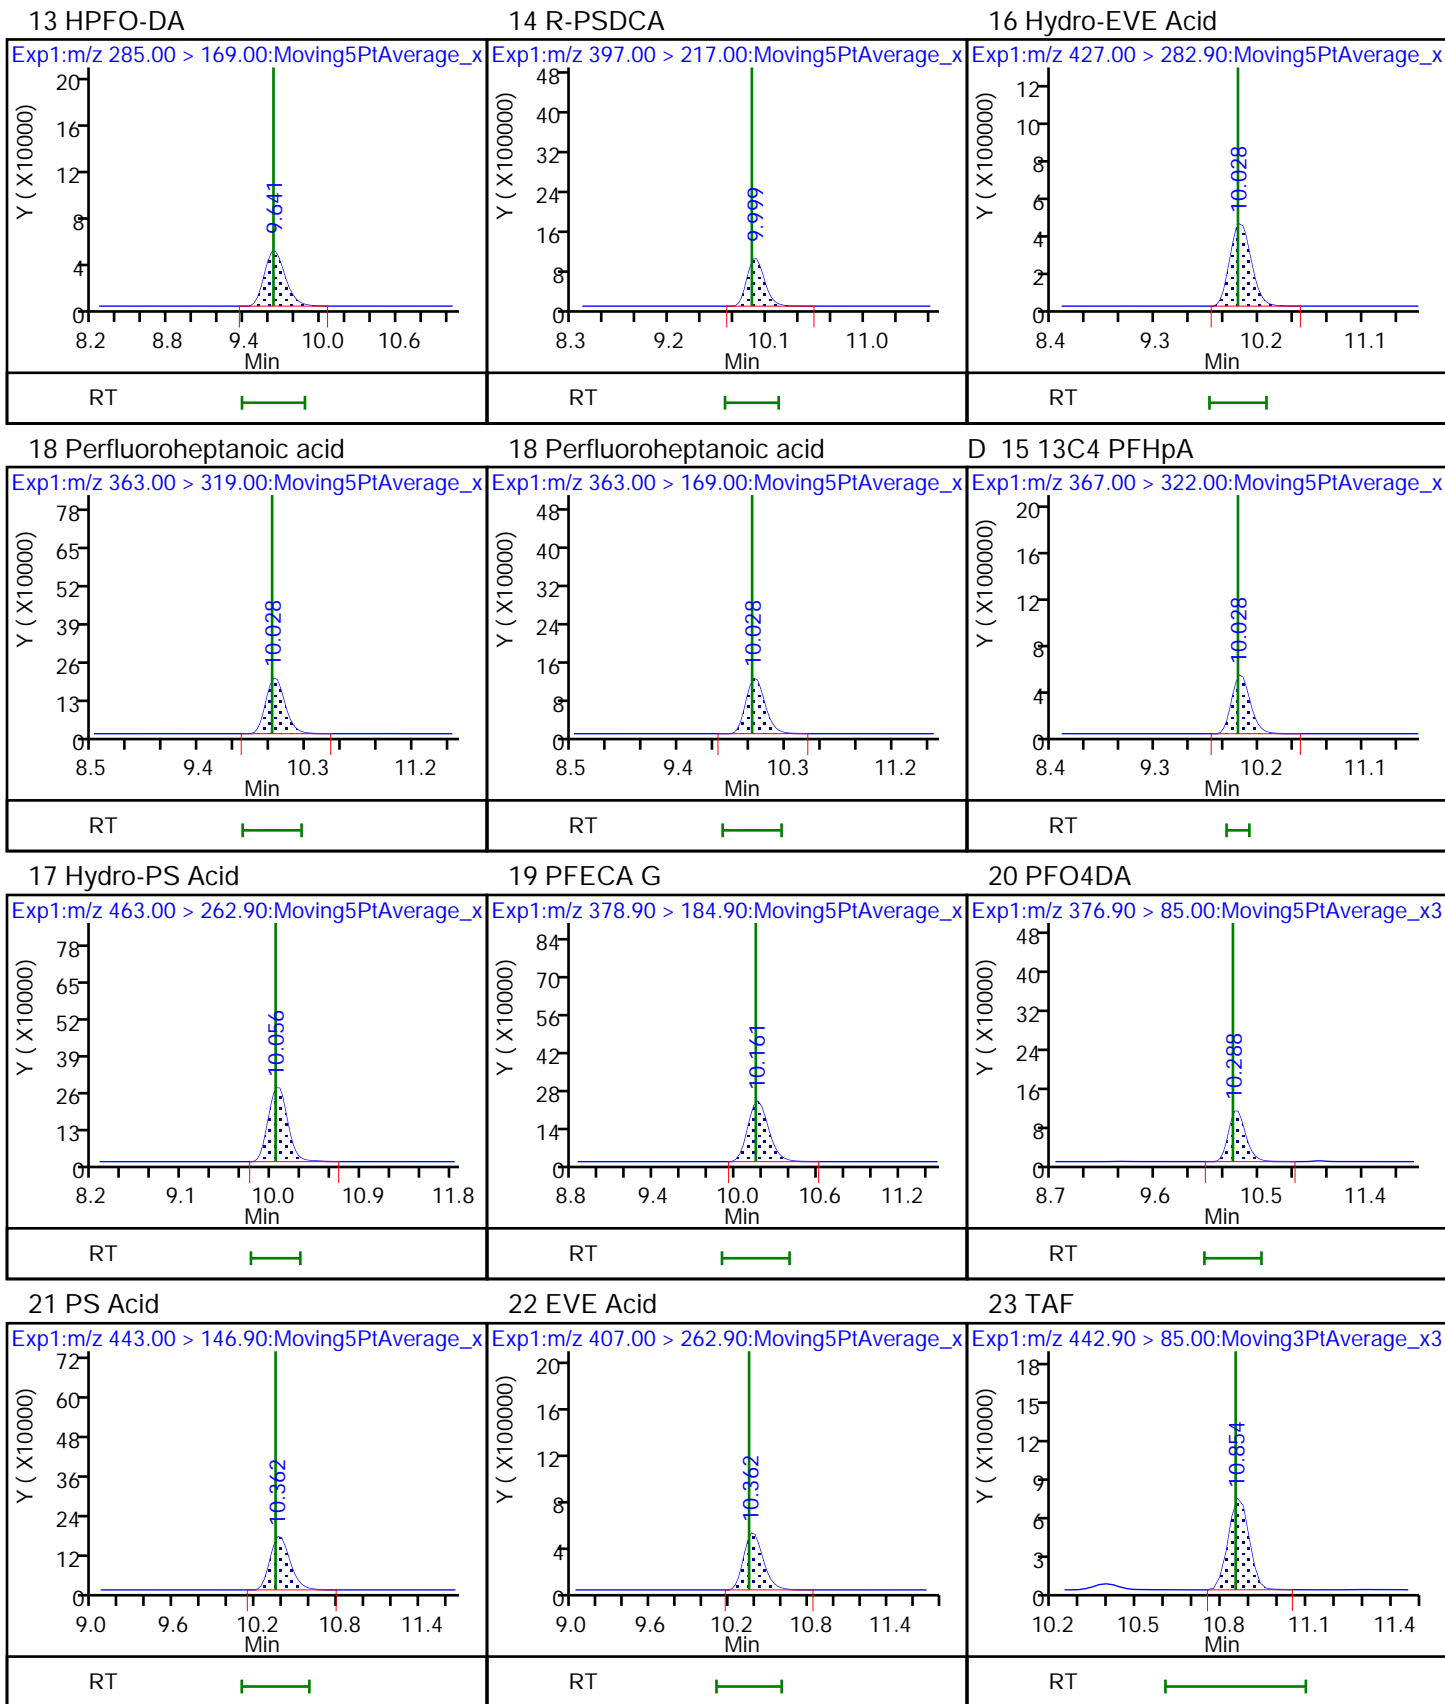 13 HPFO-DA
Exp1:m/z 285.00 > 169.00:Moving5PtAverage_x
Y ( X100000)
20
16
12
8
4
0
9.641
8.2 8.8 9.4 10.0 10.6
Min
RT
14 R-PSDCA
Exp1:m/z 397.00 > 217.00:Moving5PtAverage_x
Y ( X100000)
48
40
32
24
16
8
0
9.999
8.3 9.2 10.1 11.0
Min
RT
16 Hydro-EVE Acid
Exp1:m/z 427.00 > 282.90:Moving5PtAverage_x
Y ( X100000)
12
10
8
6
4
2
0
10.028
8.4 9.3 10.2 11.1
Min
RT
18 Perfluoroheptanoic acid
Exp1:m/z 363.00 > 319.00:Moving5PtAverage_x
Y ( X10000)
78
65
52
39
26
13
0
10.028
8.5 9.4 10.3 11.2
Min
RT
18 Perfluoroheptanoic acid
Exp1:m/z 363.00 > 169.00:Moving5PtAverage_x
Y ( X10000)
48
40
32
24
16
8
0
10.028
8.5 9.4 10.3 11.2
Min
RT
D 15 13C4 PFHpA
Exp1:m/z 367.00 > 322.00:Moving5PtAverage_x
Y ( X100000)
20
16
12
8
4
0
10.028
8.4 9.3 10.2 11.1
Min
RT
17 Hydro-PS Acid
Exp1:m/z 463.00 > 262.90:Moving5PtAverage_x
Y ( X10000)
78
65
52
39
26
13
0
10.056
8.2 9.1 10.0 10.9 11.8
Min
RT
19 PFECA G
Exp1:m/z 378.90 > 184.90:Moving5PtAverage_x
Y ( X10000)
84
70
56
42
28
14
0
10.161
8.8 9.4 10.0 10.6 11.2
Min
RT
20 PFO4DA
Exp1:m/z 376.90 > 85.00:Moving5PtAverage_x3
Y ( X10000)
48
40
32
24
16
8
0
10.288
8.7 9.6 10.5 11.4
Min
RT
21 PS Acid
Exp1:m/z 443.00 > 146.90:Moving5PtAverage_x
Y ( X10000)
72
60
48
36
24
12
0
10.362
9.0 9.6 10.2 10.8 11.4
Min
RT
22 EVE Acid
Exp1:m/z 407.00 > 262.90:Moving5PtAverage_x
Y ( X100000)
20
16
12
8
4
0
10.362
9.0 9.6 10.2 10.8 11.4
Min
RT
23 TAF
Exp1:m/z 442.90 > 85.00:Moving3PtAverage_x3
Y ( X10000)
18
15
12
9
6
3
0
10.854
10.2 10.5 10.8 11.1 11.4
Min
RT